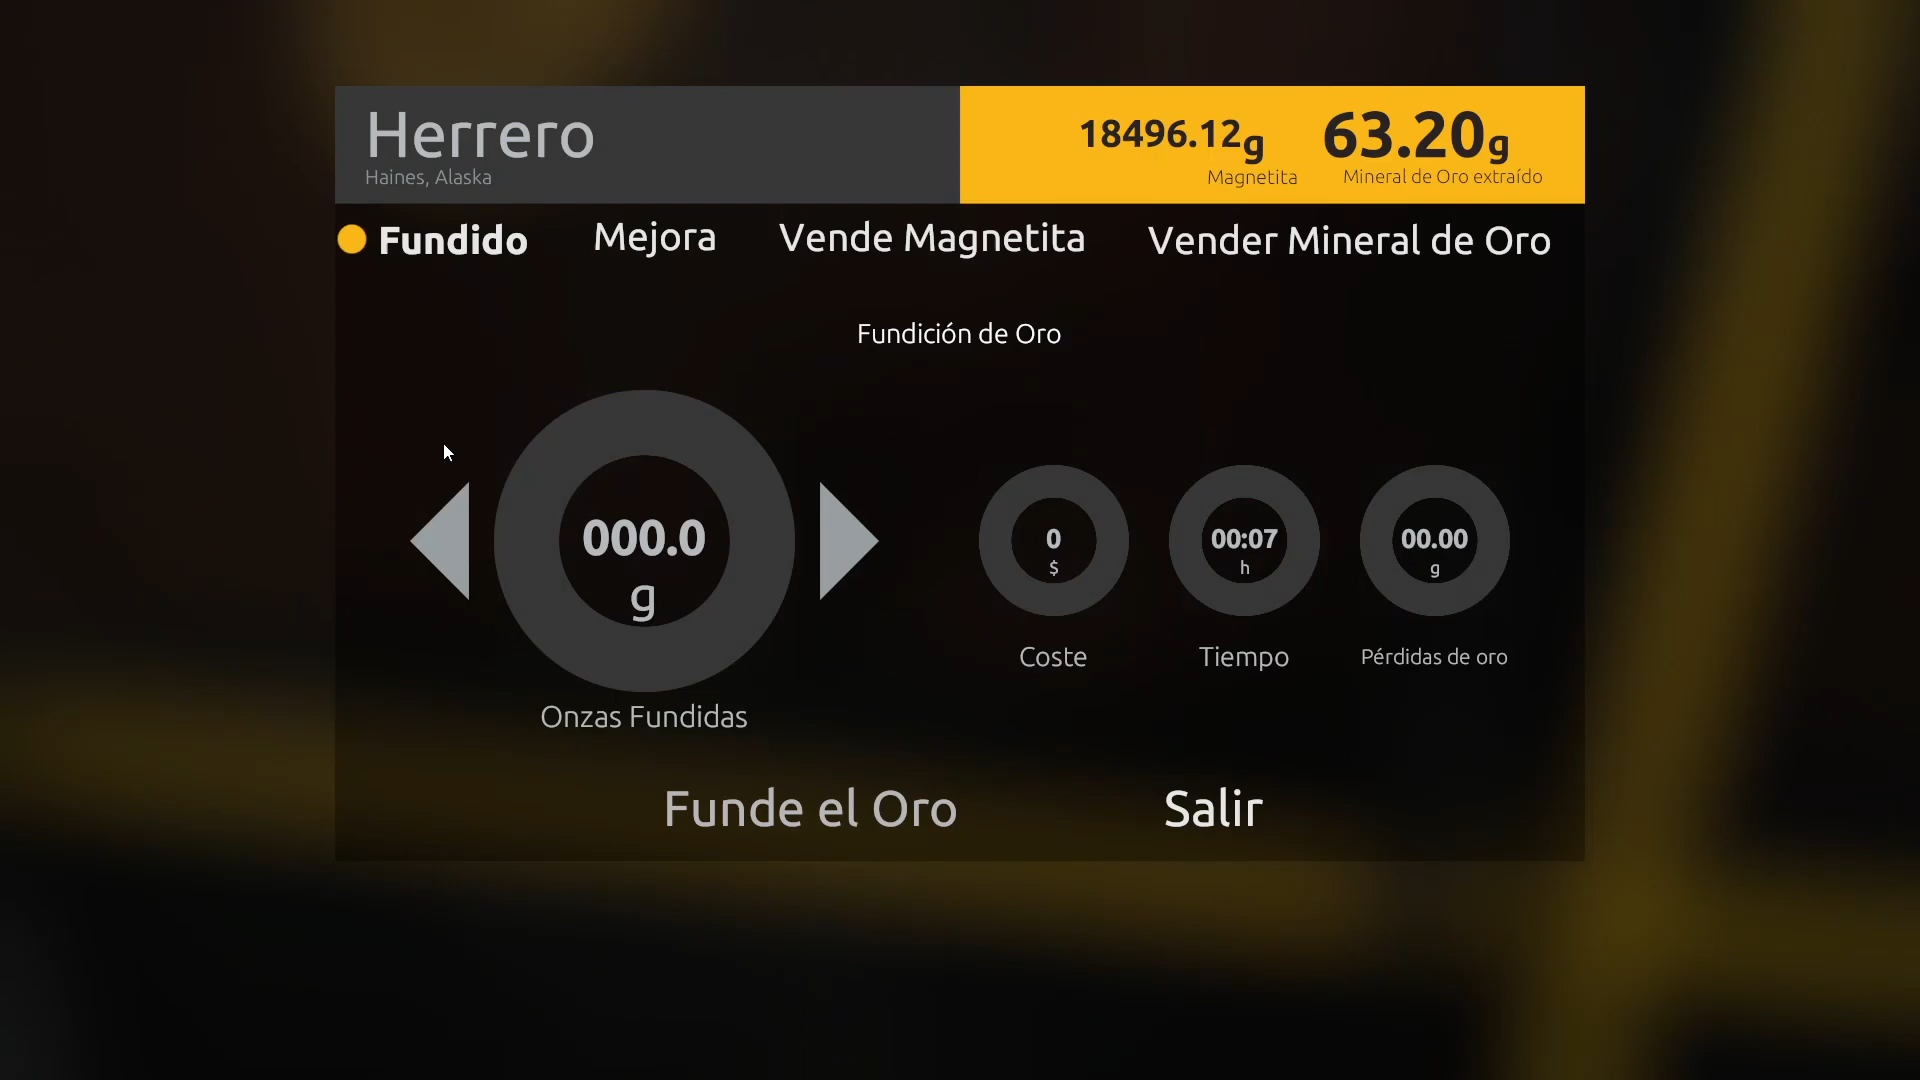 Herrero
Haines, Alaska
18496.12g
Magnetita
63.20g
Mineral de Oro extraído
Fundido
Mejora
Vende Magnetita
Vender Mineral de Oro
Fundición de Oro
000.0
g
Onzas Fundidas
0
$
Coste
00:07
h
Tiempo
00.00
g
Pérdidas de oro
Funde el Oro
Salir